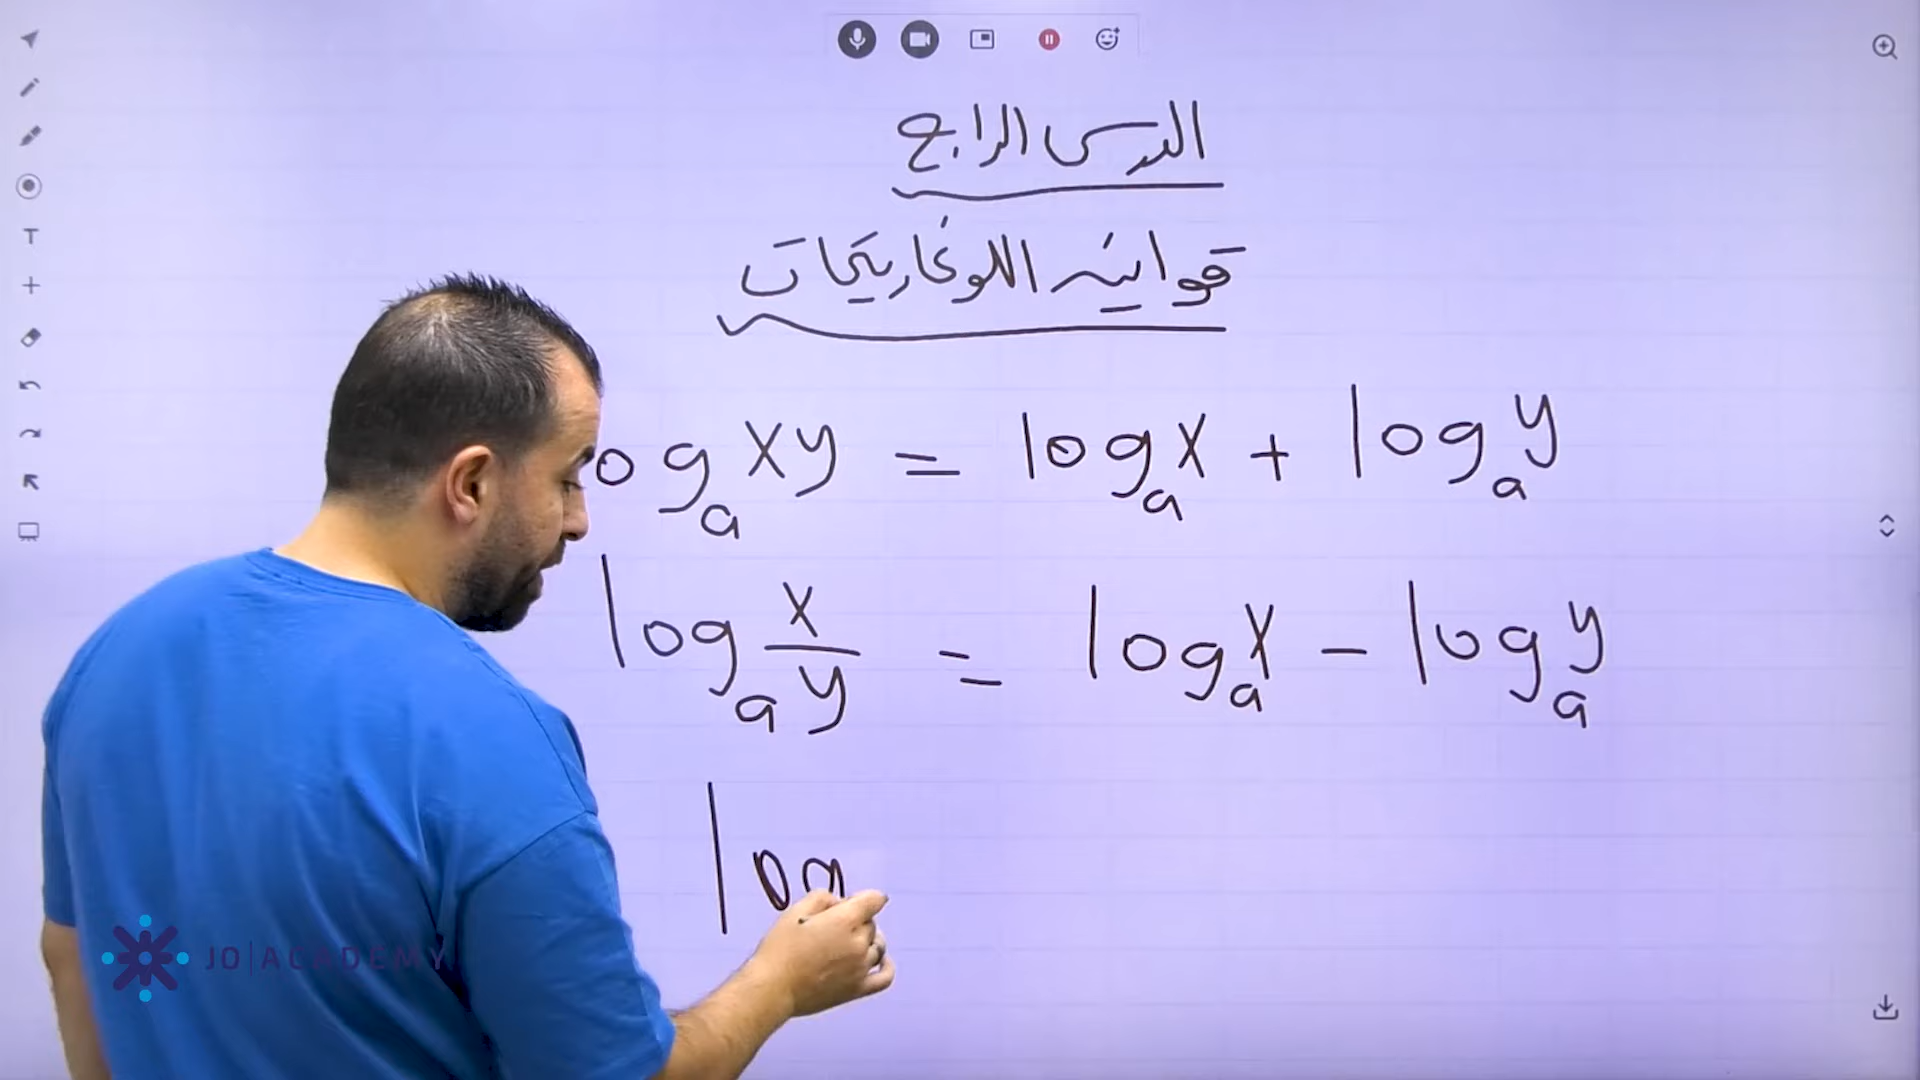 الدرس الرابع
قوانين اللوغاريتمات
log_a xy = log_a x + log_a y
log_a x/y = log_a x - log_a y
log
JO|ACADEMY
T